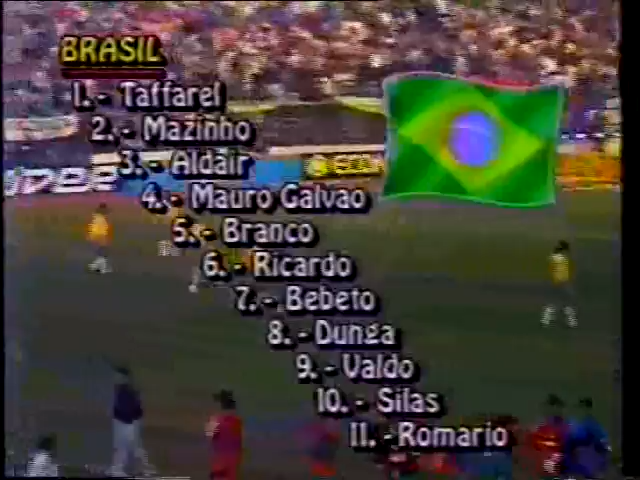 BRASIL
1.- Taffarel
2.- Mazinho
3.- Aldair
4.- Mauro Galvao
5.- Branco
6.- Ricardo
7.- Bebeto
8.- Dunga
9.- Valdo
10.- Silas
11.- Romario